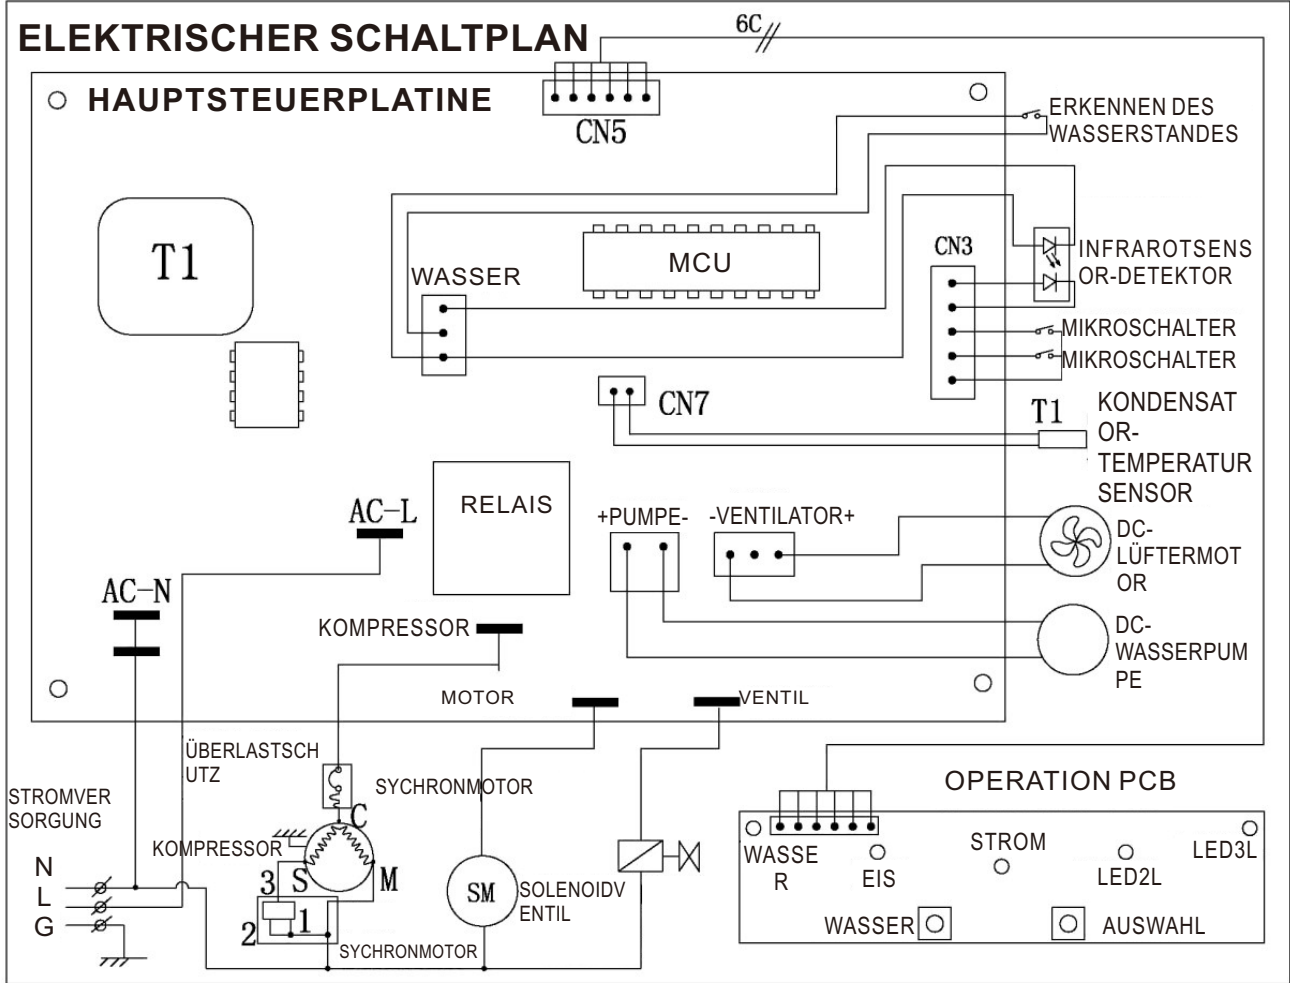 ELEKTRISCHER SCHALTPLAN
6C
HAUPTSTEUERPLATINE
CN5
ERKENNEN DES
WASSERSTANDES
T1
MCU
CN3
INFRAROTSENS
OR-DETEKTOR
WASSER
MIKROSCHALTER
MIKROSCHALTER
CN7
T1
KONDENSAT
OR-
TEMPERATUR
SENSOR
RELAIS
AC-L
+PUMPE-
-VENTILATOR+
DC-
LÜFTERMOT
OR
AC-N
KOMPRESSOR
DC-
WASSERPUM
PE
MOTOR
VENTIL
ÜBERLASTSCH
UTZ
SYCHRONMOTOR
OPERATION PCB
STROMVER
SORGUNG
C
KOMPRESSOR
S
M
3
1
2
N
L
G
SM
SOLENOIDV
ENTIL
SYCHRONMOTOR
WASSE
R
EIS
STROM
LED2L
LED3L
WASSER
AUSWAHL